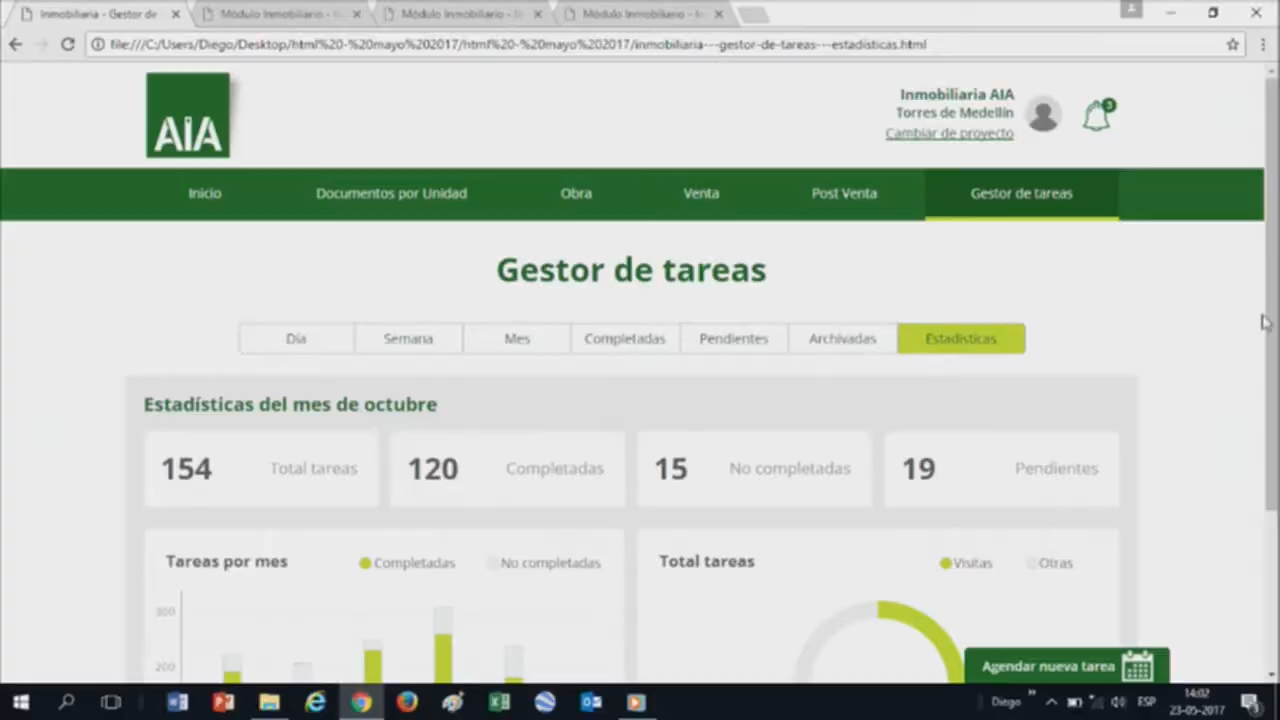 Inmobiliaria - Gestor de
Módulo Inmobiliario -
Módulo Inmobiliario -
Módulo Inmobiliario -
file:///C:/Users/Diego/Desktop/html%20-%20mayo%202017/html%20-%20mayo%202017/inmobiliaria---gestor-de-tareas---estadísticas.html
AIA
Inmobiliaria AIA
Torres de Medellín
Cambiar de proyecto
3
Inicio
Documentos por Unidad
Obra
Venta
Post Venta
Gestor de tareas
Gestor de tareas
Día
Semana
Mes
Completadas
Pendientes
Archivadas
Estadísticas
Estadísticas del mes de octubre
154 Total tareas
120 Completadas
15 No completadas
19 Pendientes
Tareas por mes
Completadas
No completadas
300
200
Total tareas
Visitas
Otras
Agendar nueva tarea
Diego
ESP
14:02
23-05-2017